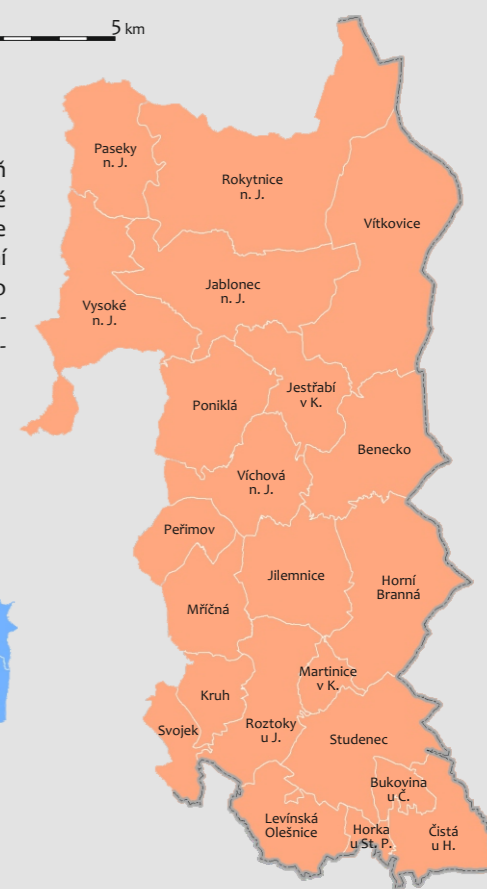 5 km
ň
é
e
í
o
-
-
Paseky
n. J.
Rokytnice
n. J.
Vítkovice
Jablonec
n. J.
Vysoké
n. J.
Jestřabí
v K.
Poniklá
Benecko
Víchová
n. J.
Peřimov
Jilemnice
Horní
Branná
Mříčná
Martinice
v K.
Kruh
Roztoky
u J.
Svojek
Studenec
Bukovina
u Č.
Levínská
Olešnice
Horka
u St. P.
Čistá
u H.